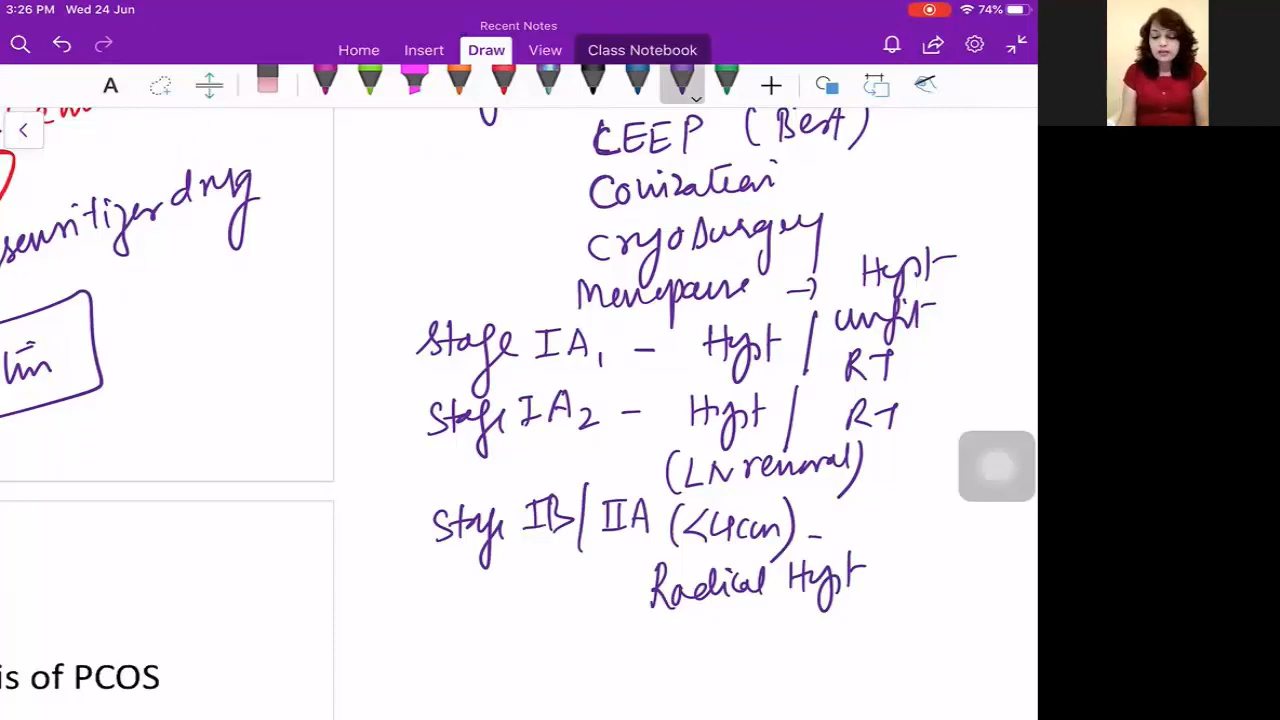 3:26 PM Wed 24 Jun
74%
Recent Notes
Home Insert Draw View Class Notebook
A
LEEP (Best)
Conization
Cryosurgery
Menopause → Hyst
Stage IA1 - Hyst / unfit
RT
Stage IA2 - Hyst / RT
(LN removal)
Stage IB / IIA (<4cm) -
Radical Hyst
sensitizer drug
is of PCOS